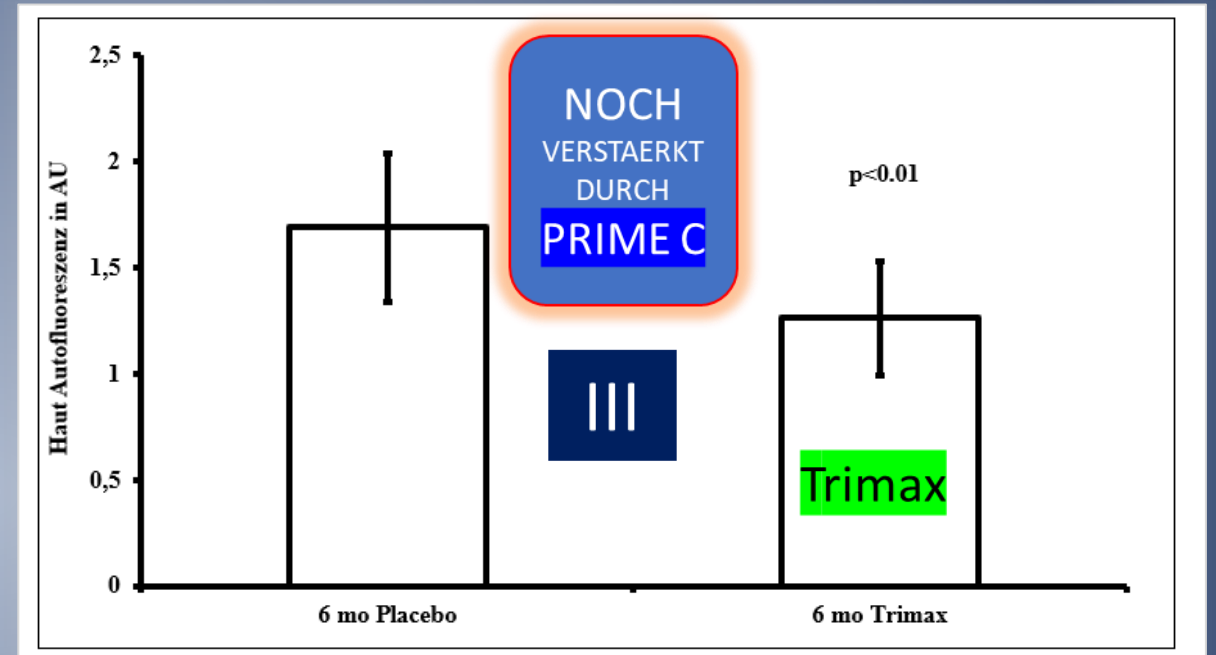 2,5
2
1,5
1
0,5
0
Haut Autofluoreszenz in AU
NOCH
VERSTAERKT
DURCH
PRIME C
p<0.01
III
Trimax
6 mo Placebo
6 mo Trimax